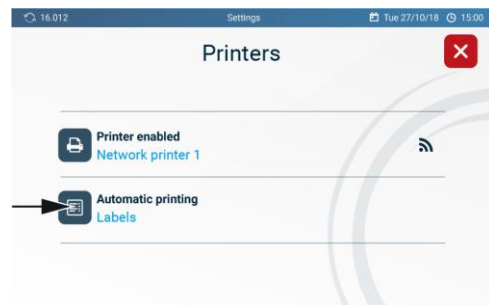 16.012 Settings Tue 27/10/18 15:00
Printers
Printer enabled
Network printer 1
Automatic printing
Labels